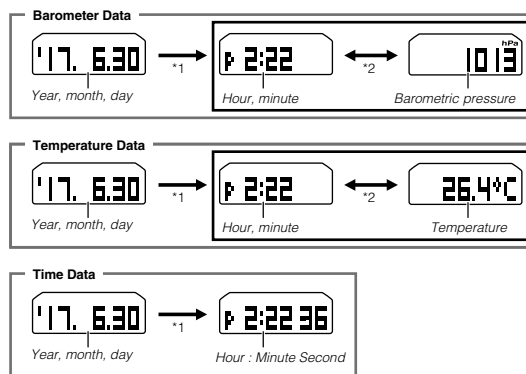 Barometer Data
'17. 6.30
*1
P 2:22
*2
hPa
1013
Year, month, day
Hour, minute
Barometric pressure
Temperature Data
'17. 6.30
*1
P 2:22
*2
26.4°C
Year, month, day
Hour, minute
Temperature
Time Data
'17. 6.30
*1
P 2:22 36
Year, month, day
Hour : Minute Second